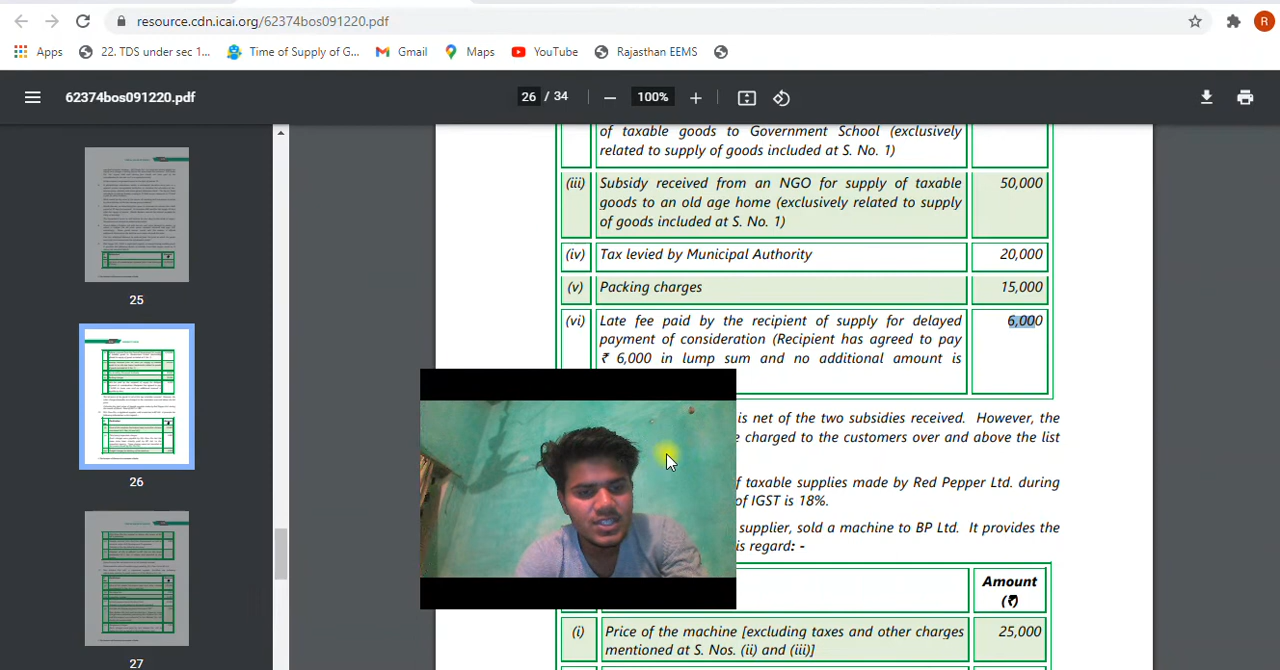 resource.cdn.icai.org/62374bos091220.pdf
R
Apps
22. TDS under sec 1...
Time of Supply of G...
Gmail
Maps
YouTube
Rajasthan EEMS
62374bos091220.pdf
26 / 34
100%
of taxable goods to Government School (exclusively
related to supply of goods included at S. No. 1)
(iii) Subsidy received from an NGO for supply of taxable 50,000
goods to an old age home (exclusively related to supply
of goods included at S. No. 1)
(iv) Tax levied by Municipal Authority 20,000
(v) Packing charges 15,000
(vi) Late fee paid by the recipient of supply for delayed 6,000
payment of consideration (Recipient has agreed to pay
₹ 6,000 in lump sum and no additional amount is
is net of the two subsidies received. However, the
charged to the customers over and above the list
of taxable supplies made by Red Pepper Ltd. during
of IGST is 18%.
supplier, sold a machine to BP Ltd. It provides the
is regard: -
Amount
(₹)
(i) Price of the machine [excluding taxes and other charges 25,000
mentioned at S. Nos. (ii) and (iii)]
25
26
27